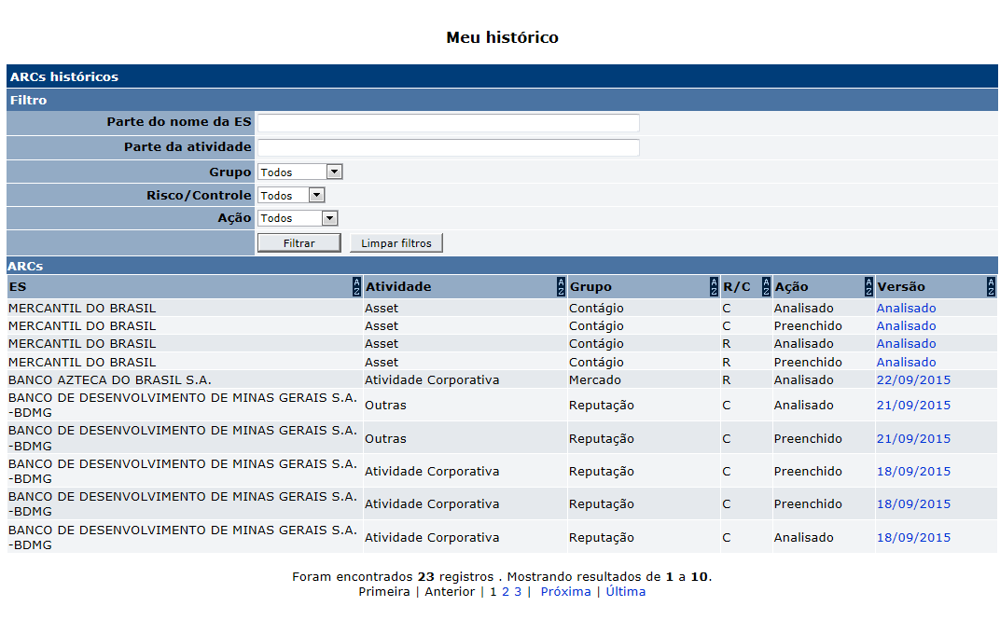 Meu histórico
ARCs históricos
Filtro
Parte do nome da ES
Parte da atividade
Grupo Todos
Risco/Controle Todos
Ação Todos
Filtrar Limpar filtros
ARCs
ES AZ Atividade AZ Grupo AZ R/C AZ Ação AZ Versão AZ
MERCANTIL DO BRASIL Asset Contágio C Analisado Analisado
MERCANTIL DO BRASIL Asset Contágio C Preenchido Analisado
MERCANTIL DO BRASIL Asset Contágio R Analisado Analisado
MERCANTIL DO BRASIL Asset Contágio R Preenchido Analisado
BANCO AZTECA DO BRASIL S.A. Atividade Corporativa Mercado R Analisado 22/09/2015
BANCO DE DESENVOLVIMENTO DE MINAS GERAIS S.A.
-BDMG Outras Reputação C Analisado 21/09/2015
BANCO DE DESENVOLVIMENTO DE MINAS GERAIS S.A.
-BDMG Outras Reputação C Preenchido 21/09/2015
BANCO DE DESENVOLVIMENTO DE MINAS GERAIS S.A.
-BDMG Atividade Corporativa Reputação C Preenchido 18/09/2015
BANCO DE DESENVOLVIMENTO DE MINAS GERAIS S.A.
-BDMG Atividade Corporativa Reputação C Preenchido 18/09/2015
BANCO DE DESENVOLVIMENTO DE MINAS GERAIS S.A.
-BDMG Atividade Corporativa Reputação C Analisado 18/09/2015
Foram encontrados 23 registros . Mostrando resultados de 1 a 10.
Primeira | Anterior | 1 2 3 | Próxima | Última